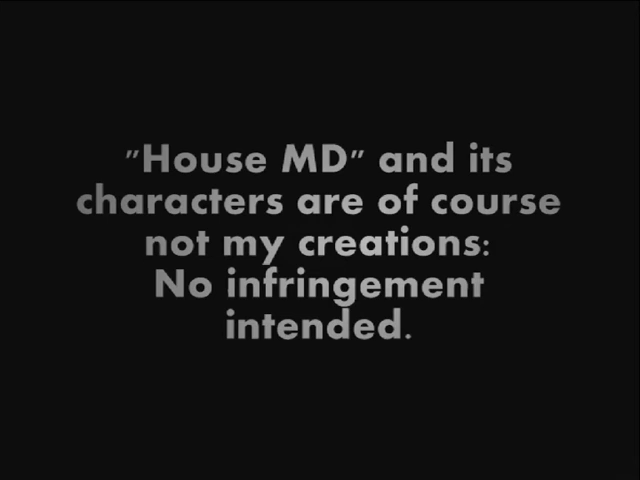 "House MD" and its
characters are of course
not my creations:
No infringement
intended.